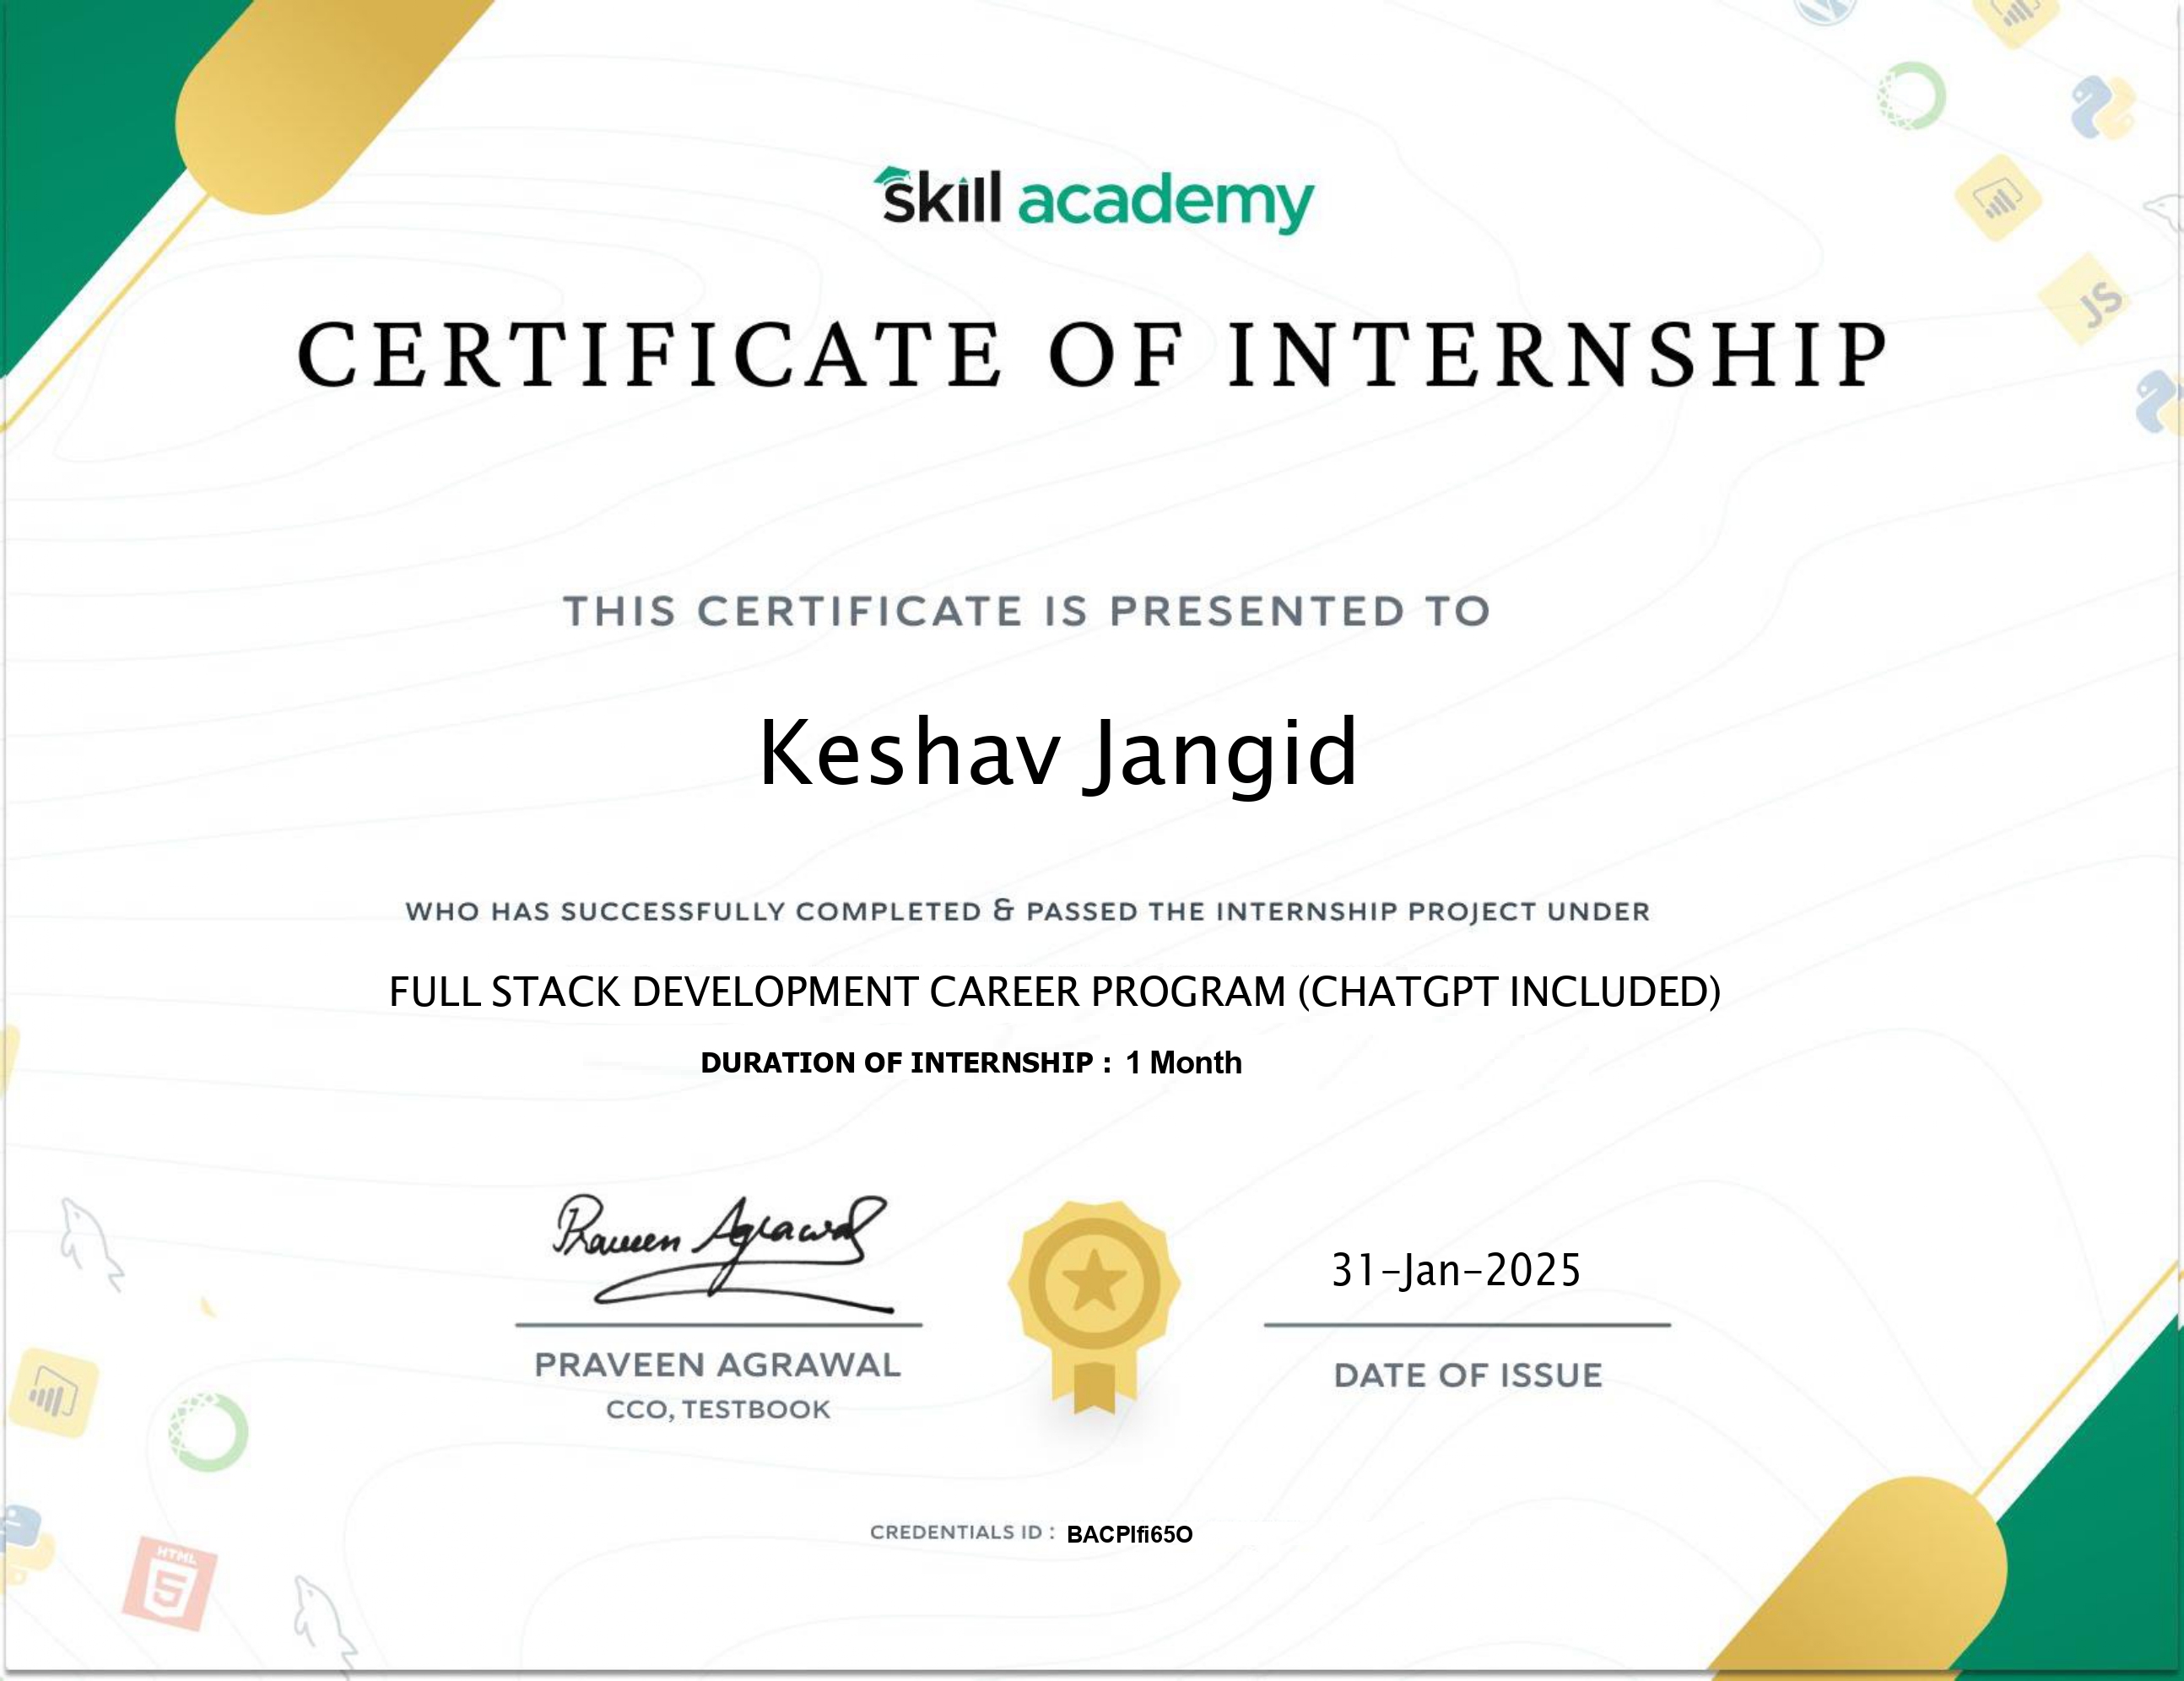 skill academy
CERTIFICATE OF INTERNSHIP
THIS CERTIFICATE IS PRESENTED TO
Keshav Jangid
WHO HAS SUCCESSFULLY COMPLETED & PASSED THE INTERNSHIP PROJECT UNDER
FULL STACK DEVELOPMENT CAREER PROGRAM (CHATGPT INCLUDED)
DURATION OF INTERNSHIP : 1 Month
Praveen Agrawal
31-Jan-2025
PRAVEEN AGRAWAL
DATE OF ISSUE
CCO, TESTBOOK
CREDENTIALS ID : BACPIfi65O
JS
HTML
5